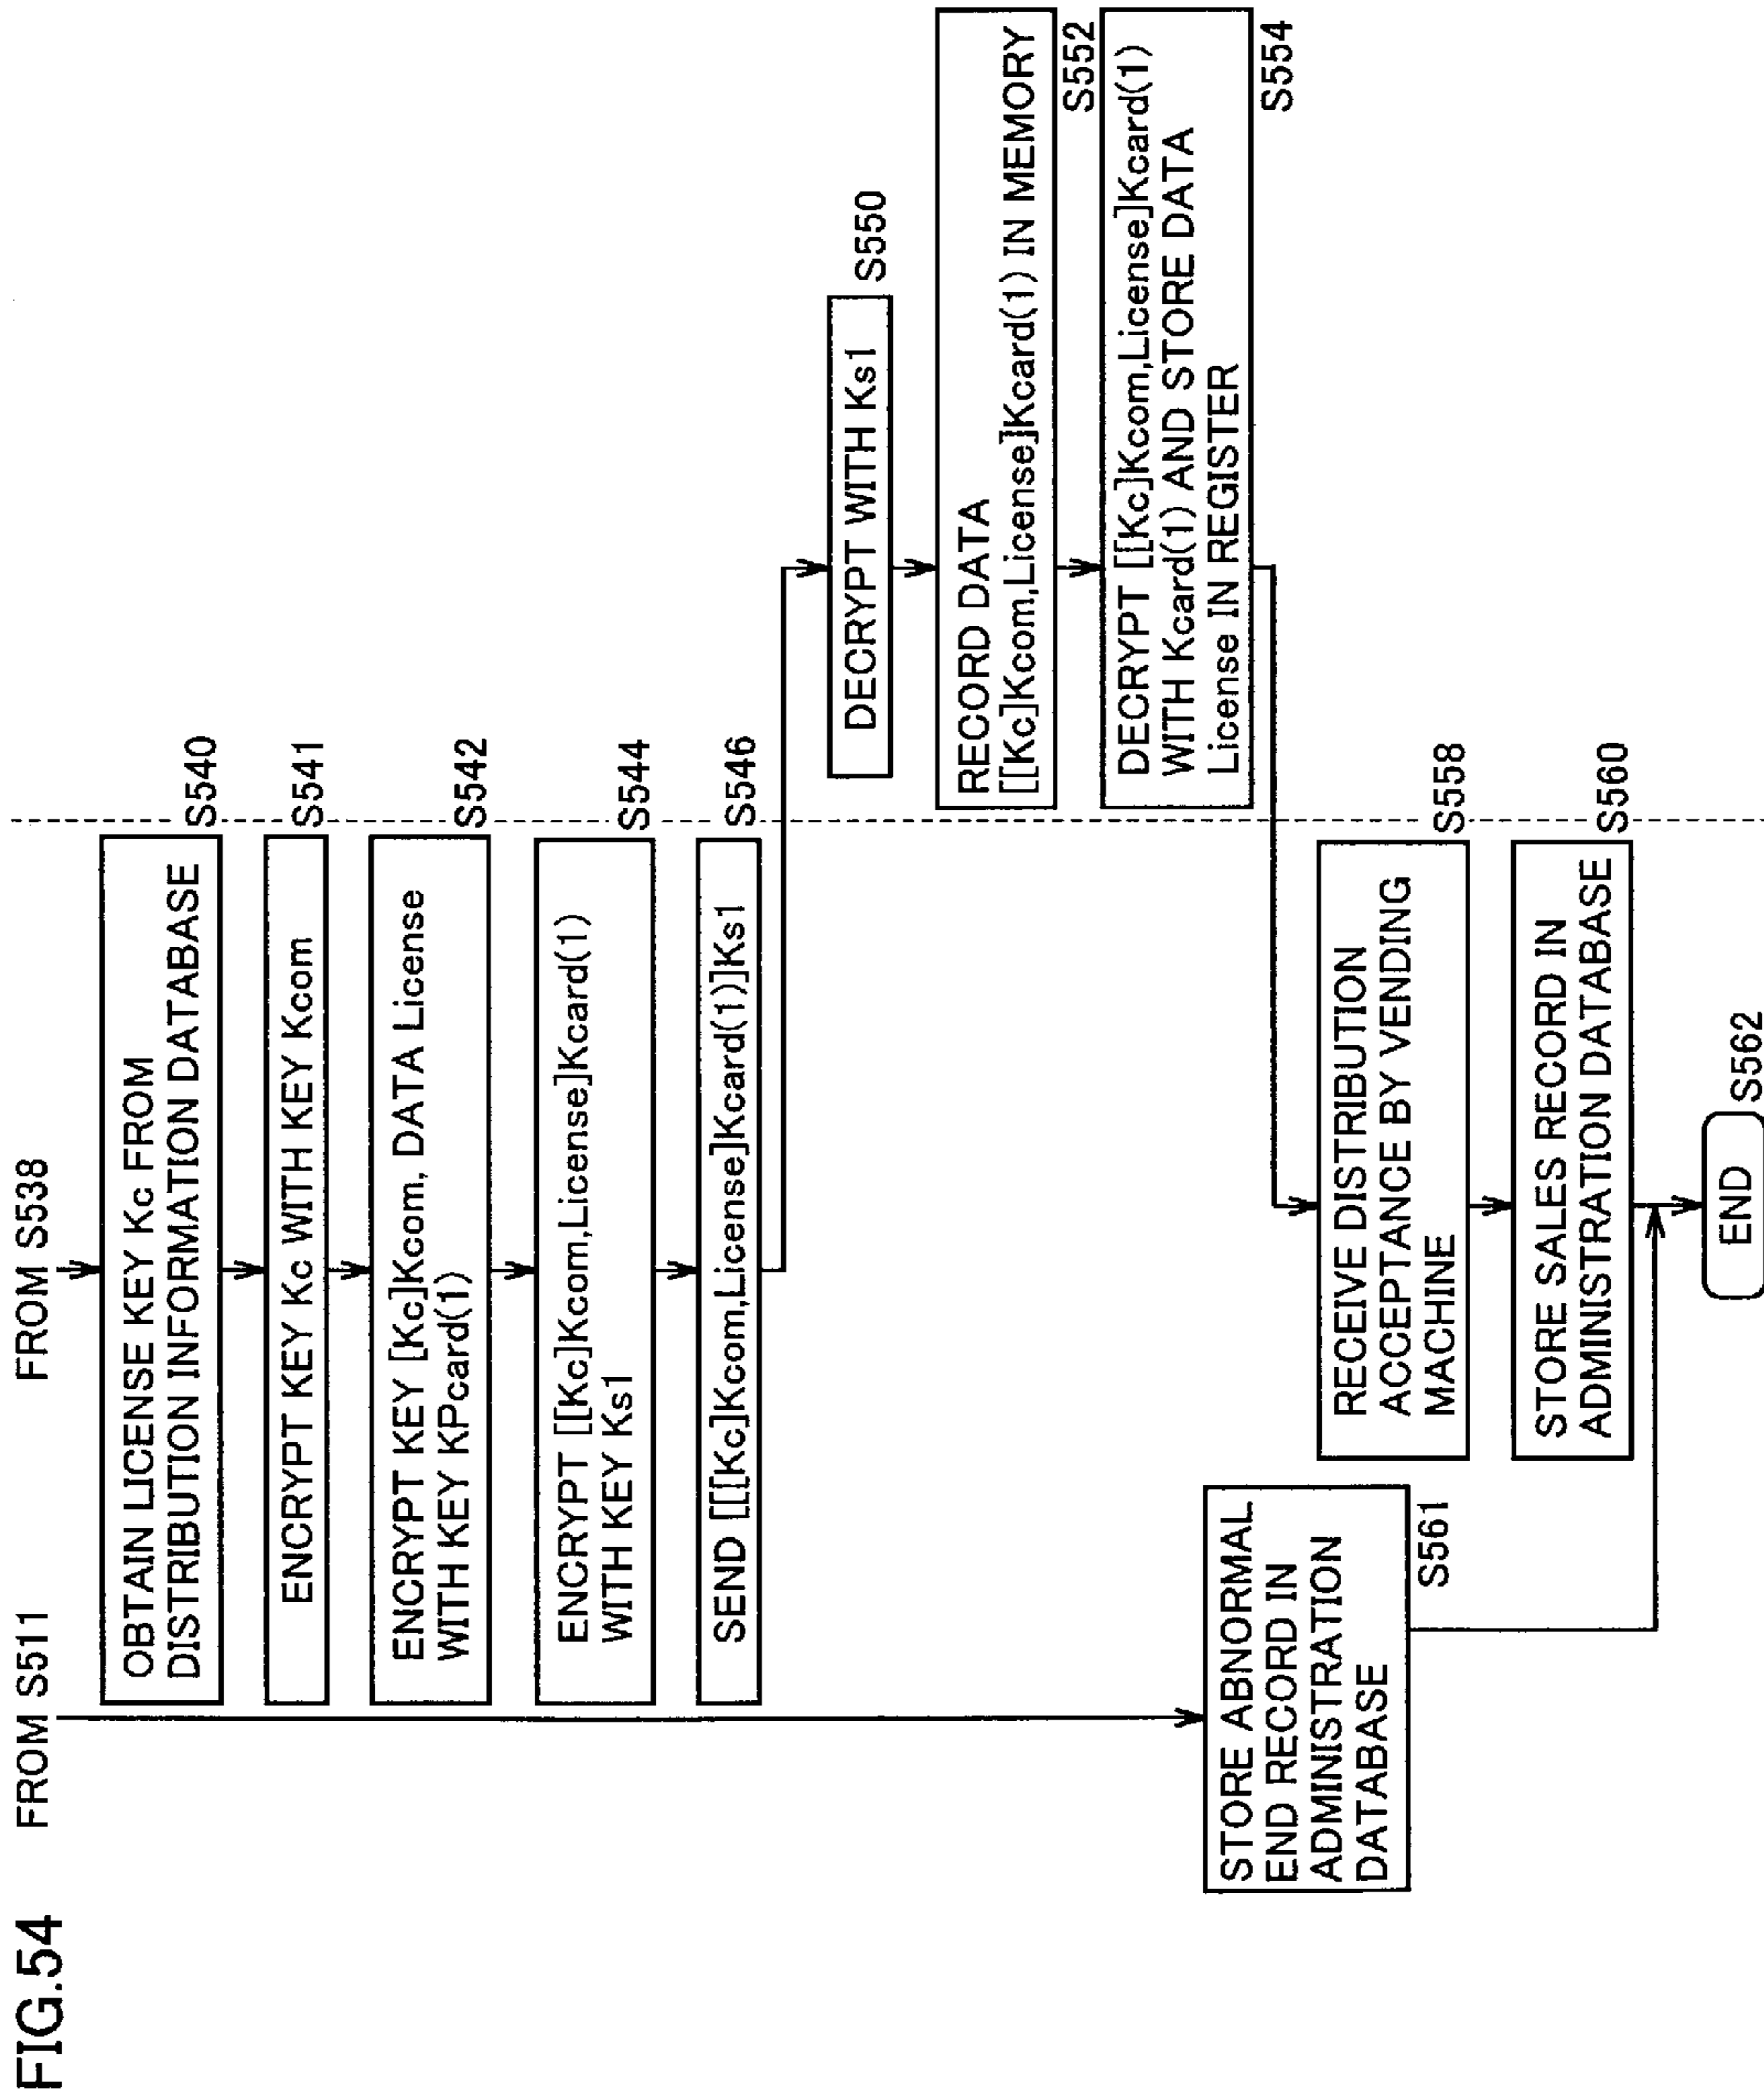 FIG.54
FROM S511
FROM S538
OBTAIN LICENSE KEY Kc FROM
DISTRIBUTION INFORMATION DATABASE
S540
ENCRYPT KEY Kc WITH KEY Kcom
S541
ENCRYPT KEY [Kc]Kcom, DATA License
WITH KEY KPcard(1)
S542
ENCRYPT [[Kc]Kcom,License]Kcard(1)
WITH KEY Ks1
S544
SEND [[[Kc]Kcom,License]Kcard(1)]Ks1
S546
DECRYPT WITH Ks1
S550
RECORD DATA
[[Kc]Kcom,License]Kcard(1) IN MEMORY
S552
DECRYPT [[Kc]Kcom,License]Kcard(1)
WITH Kcard(1) AND STORE DATA
License IN REGISTER
S554
STORE ABNORMAL
END RECORD IN
ADMINISTRATION
DATABASE
S561
RECEIVE DISTRIBUTION
ACCEPTANCE BY VENDING
MACHINE
S558
STORE SALES RECORD IN
ADMINISTRATION DATABASE
S560
END
S562